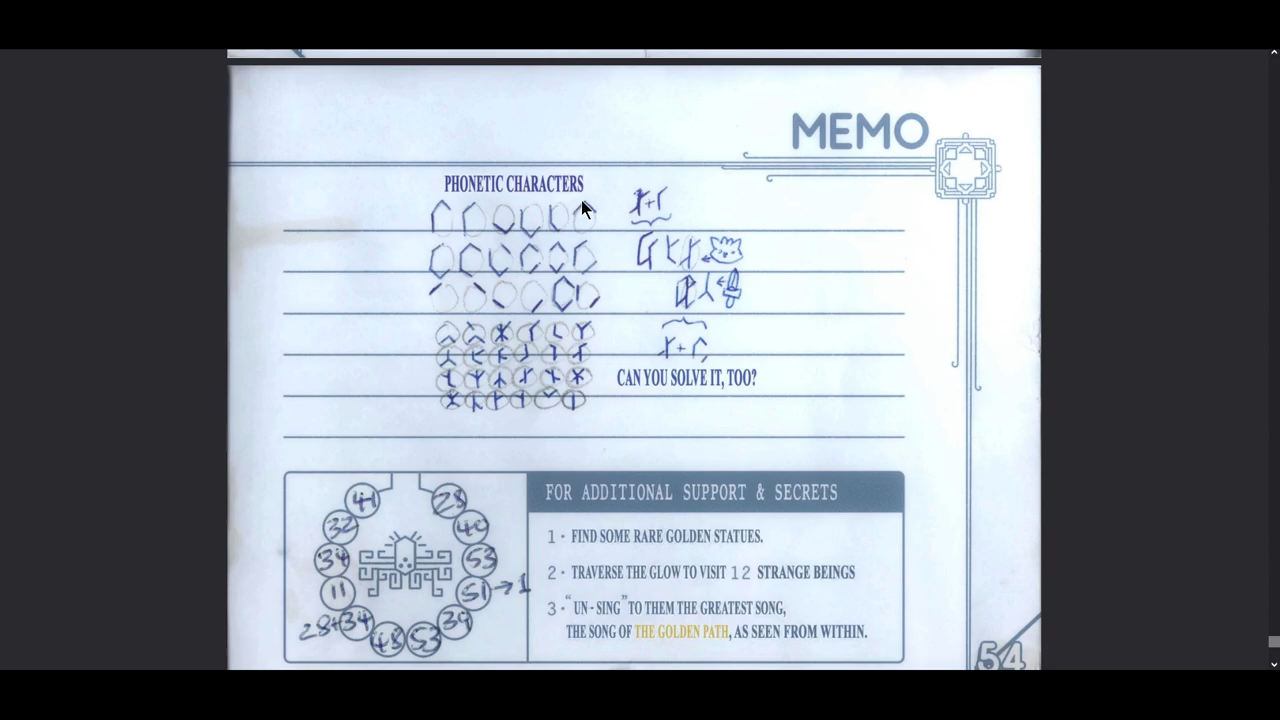 MEMO
PHONETIC CHARACTERS
CAN YOU SOLVE IT, TOO?
41
28
32
40
34
53
11
51 → 1
28+34
39
48
53
FOR ADDITIONAL SUPPORT & SECRETS
1 - FIND SOME RARE GOLDEN STATUES.
2 - TRAVERSE THE GLOW TO VISIT 12 STRANGE BEINGS
3 - "UN-SING" TO THEM THE GREATEST SONG,
THE SONG OF THE GOLDEN PATH, AS SEEN FROM WITHIN.
54